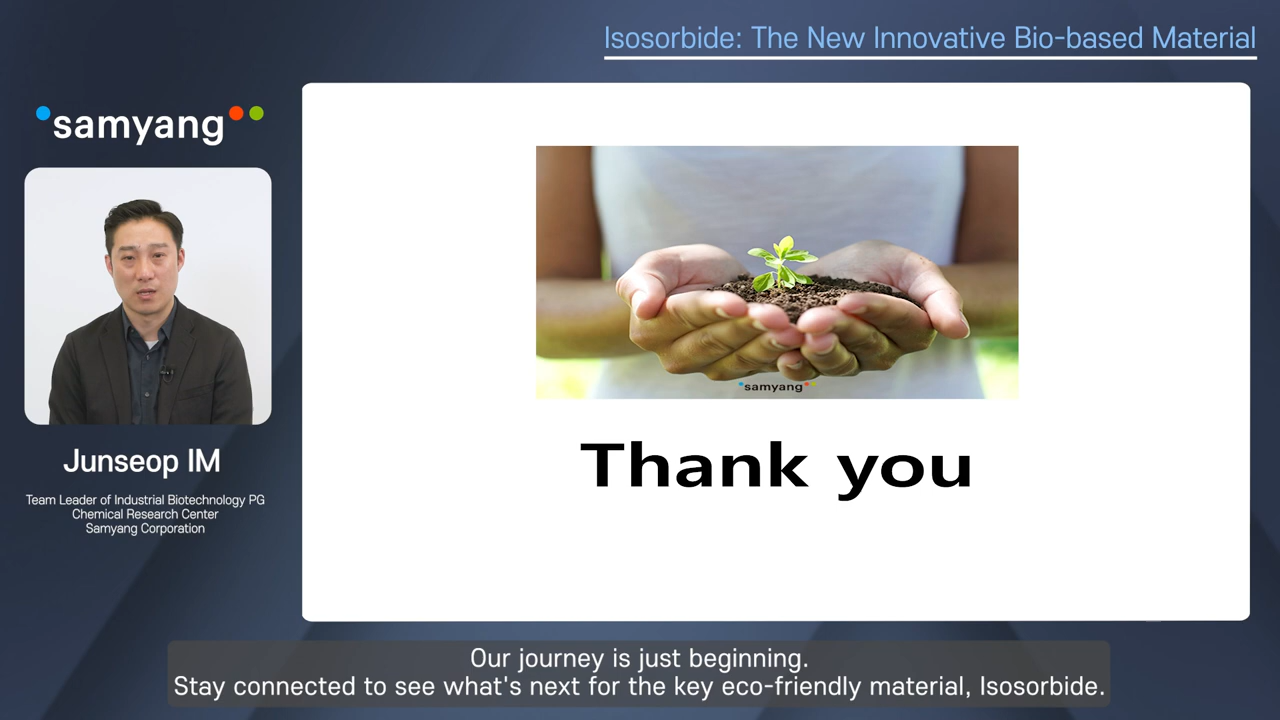 Isosorbide: The New Innovative Bio-based Material
samyang
Junseop IM
Team Leader of Industrial Biotechnology PG
Chemical Research Center
Samyang Corporation
samyang
Thank you
Our journey is just beginning.
Stay connected to see what's next for the key eco-friendly material, Isosorbide.